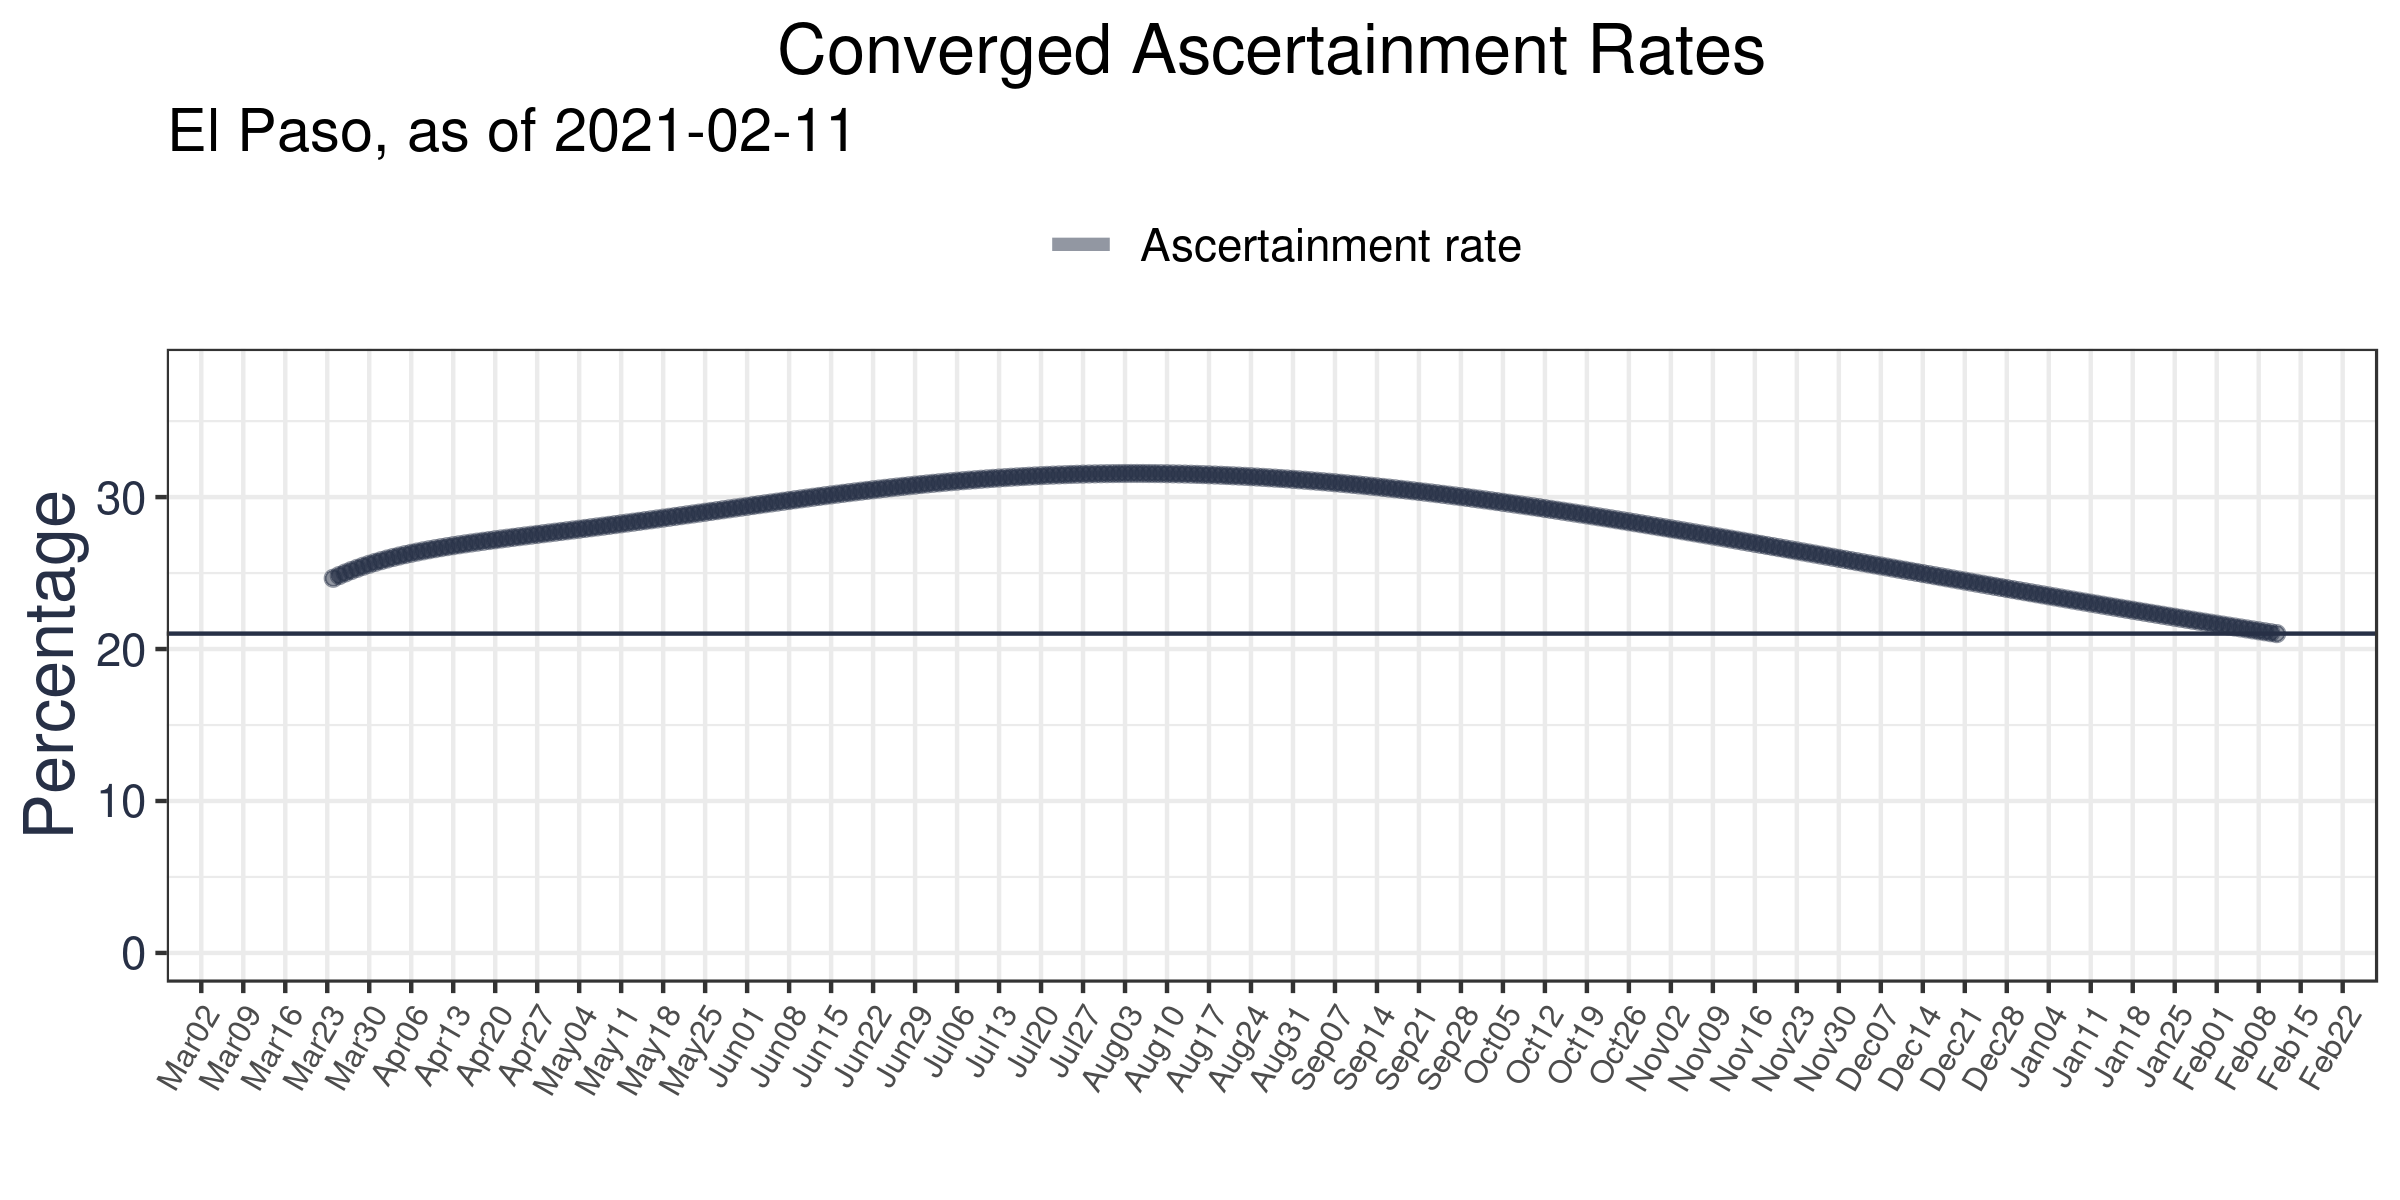 Converged Ascertainment Rates
El Paso, as of 2021-02-11
Ascertainment rate
Percentage
30
20
10
0
Mar02
Mar09
Mar16
Mar23
Mar30
Apr06
Apr13
Apr20
Apr27
May04
May11
May18
May25
Jun01
Jun08
Jun15
Jun22
Jun29
Jul06
Jul13
Jul20
Jul27
Aug03
Aug10
Aug17
Aug24
Aug31
Sep07
Sep14
Sep21
Sep28
Oct05
Oct12
Oct19
Oct26
Nov02
Nov09
Nov16
Nov23
Nov30
Dec07
Dec14
Dec21
Dec28
Jan04
Jan11
Jan18
Jan25
Feb01
Feb08
Feb15
Feb22